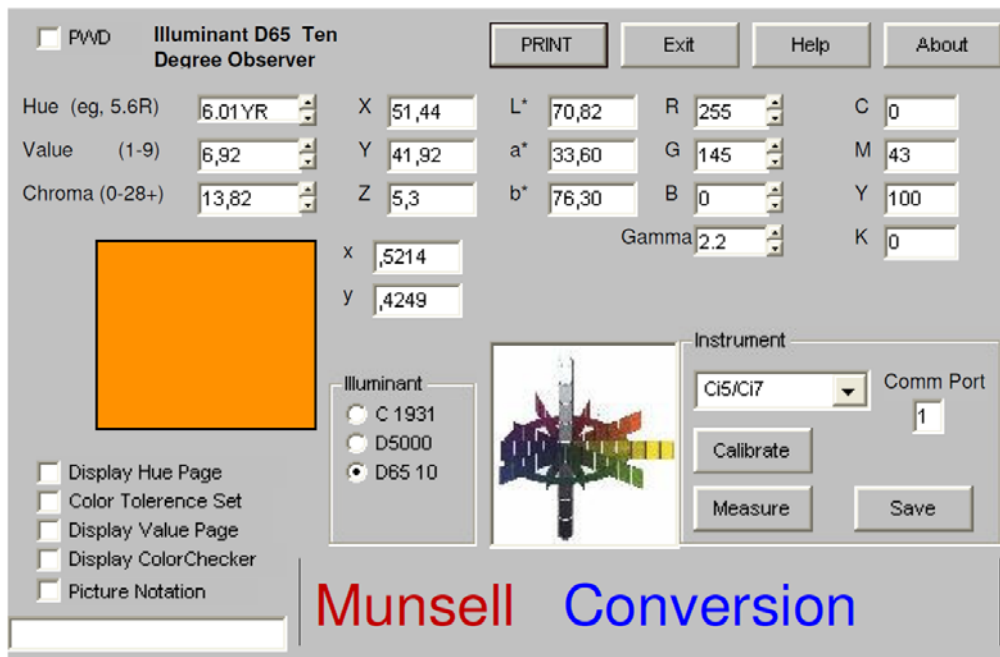 PWD
Illuminant D65 Ten
Degree Observer
PRINT Exit Help About
Hue (eg, 5.6R) 6.01YR X 51,44 L* 70,82 R 255 C 0
Value (1-9) 6,92 Y 41,92 a* 33,60 G 145 M 43
Chroma (0-28+) 13,82 Z 5,3 b* 76,30 B 0 Y 100
x ,5214 Gamma 2.2 K 0
y ,4249
Illuminant
C 1931
D5000
D65 10
Instrument
Ci5/Ci7 Comm Port
1
Calibrate
Measure Save
Display Hue Page
Color Tolerence Set
Display Value Page
Display ColorChecker
Picture Notation
Munsell Conversion